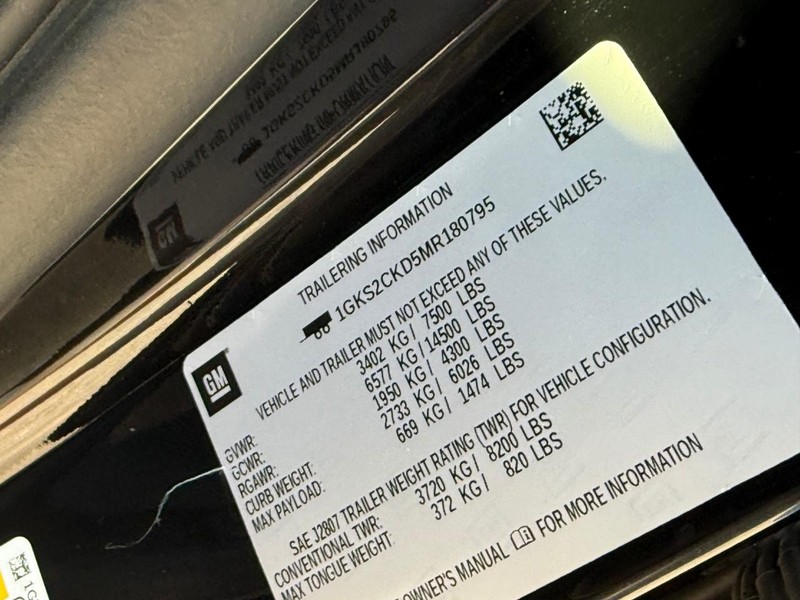 TRAILERING INFORMATION
1GKS2CKD5MR180795
GM
VEHICLE AND TRAILER MUST NOT EXCEED ANY OF THESE VALUES.
GVWR: 3402 KG/ 7500 LBS
GCWR: 6577 KG/14500 LBS
RGAWR: 1950 KG/ 4300 LBS
CURB WEIGHT: 2733 KG/ 6026 LBS
MAX PAYLOAD: 669 KG/ 1474 LBS
SAE J2807 TRAILER WEIGHT RATING (TWR) FOR VEHICLE CONFIGURATION.
CONVENTIONAL TWR: 3720 KG/ 8200 LBS
MAX TONGUE WEIGHT: 372 KG/ 820 LBS
OWNER'S MANUAL FOR MORE INFORMATION